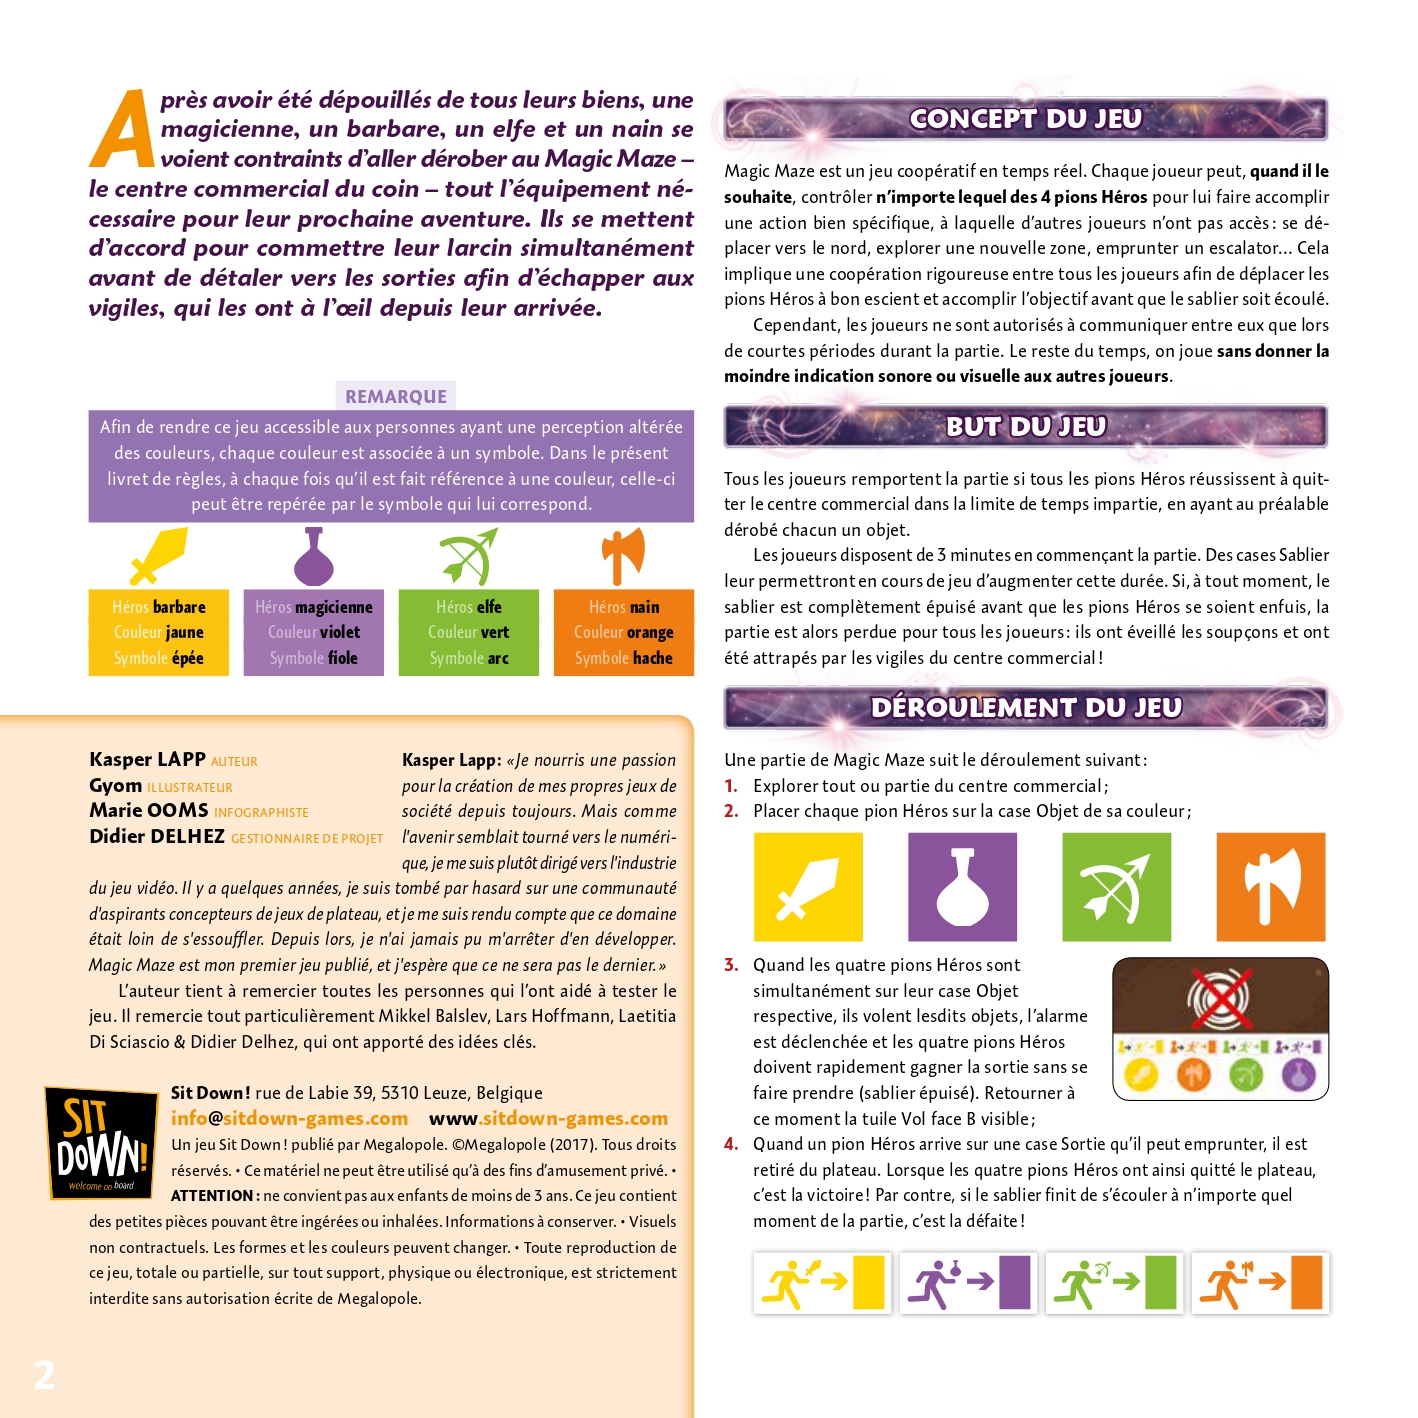 Après avoir été dépouillés de tous leurs biens, une
magicienne, un barbare, un elfe et un nain se
voient contraints d’aller dérober au Magic Maze –
le centre commercial du coin – tout l’équipement né-
cessaire pour leur prochaine aventure. Ils se mettent
d’accord pour commettre leur larcin simultanément
avant de détaler vers les sorties afin d’échapper aux
vigiles, qui les ont à l’œil depuis leur arrivée.
REMARQUE
Afin de rendre ce jeu accessible aux personnes ayant une perception altérée
des couleurs, chaque couleur est associée à un symbole. Dans le présent
livret de règles, à chaque fois qu’il est fait référence à une couleur, celle-ci
peut être repérée par le symbole qui lui correspond.
Héros barbare
Couleur jaune
Symbole épée
Héros magicienne
Couleur violet
Symbole fiole
Héros elfe
Couleur vert
Symbole arc
Héros nain
Couleur orange
Symbole hache
Kasper LAPP AUTEUR
Gyom ILLUSTRATEUR
Marie OOMS INFOGRAPHISTE
Didier DELHEZ GESTIONNAIRE DE PROJET
Kasper Lapp : «Je nourris une passion
pour la création de mes propres jeux de
société depuis toujours. Mais comme
l'avenir semblait tourné vers le numéri-
que, je me suis plutôt dirigé vers l'industrie
du jeu vidéo. Il y a quelques années, je suis tombé par hasard sur une communauté
d'aspirants concepteurs de jeux de plateau, et je me suis rendu compte que ce domaine
était loin de s'essouffler. Depuis lors, je n'ai jamais pu m'arrêter d'en développer.
Magic Maze est mon premier jeu publié, et j'espère que ce ne sera pas le dernier. »
L’auteur tient à remercier toutes les personnes qui l’ont aidé à tester le
jeu. Il remercie tout particulièrement Mikkel Balslev, Lars Hoffmann, Laetitia
Di Sciascio & Didier Delhez, qui ont apporté des idées clés.
SIT
DOWN!
welcome on board
Sit Down ! rue de Labie 39, 5310 Leuze, Belgique
info@sitdown-games.com www.sitdown-games.com
Un jeu Sit Down ! publié par Megalopole. ©Megalopole (2017). Tous droits
réservés. • Ce matériel ne peut être utilisé qu’à des fins d’amusement privé. •
ATTENTION : ne convient pas aux enfants de moins de 3 ans. Ce jeu contient
des petites pièces pouvant être ingérées ou inhalées. Informations à conserver. • Visuels
non contractuels. Les formes et les couleurs peuvent changer. • Toute reproduction de
ce jeu, totale ou partielle, sur tout support, physique ou électronique, est strictement
interdite sans autorisation écrite de Megalopole.
2
CONCEPT DU JEU
Magic Maze est un jeu coopératif en temps réel. Chaque joueur peut, quand il le
souhaite, contrôler n’importe lequel des 4 pions Héros pour lui faire accomplir
une action bien spécifique, à laquelle d’autres joueurs n’ont pas accès : se dé-
placer vers le nord, explorer une nouvelle zone, emprunter un escalator… Cela
implique une coopération rigoureuse entre tous les joueurs afin de déplacer les
pions Héros à bon escient et accomplir l’objectif avant que le sablier soit écoulé.
Cependant, les joueurs ne sont autorisés à communiquer entre eux que lors
de courtes périodes durant la partie. Le reste du temps, on joue sans donner la
moindre indication sonore ou visuelle aux autres joueurs.
BUT DU JEU
Tous les joueurs remportent la partie si tous les pions Héros réussissent à quit-
ter le centre commercial dans la limite de temps impartie, en ayant au préalable
dérobé chacun un objet.
Les joueurs disposent de 3 minutes en commençant la partie. Des cases Sablier
leur permettront en cours de jeu d’augmenter cette durée. Si, à tout moment, le
sablier est complètement épuisé avant que les pions Héros se soient enfuis, la
partie est alors perdue pour tous les joueurs : ils ont éveillé les soupçons et ont
été attrapés par les vigiles du centre commercial !
DÉROULEMENT DU JEU
Une partie de Magic Maze suit le déroulement suivant :
1. Explorer tout ou partie du centre commercial ;
2. Placer chaque pion Héros sur la case Objet de sa couleur ;
3. Quand les quatre pions Héros sont
simultanément sur leur case Objet
respective, ils volent lesdits objets, l’alarme
est déclenchée et les quatre pions Héros
doivent rapidement gagner la sortie sans se
faire prendre (sablier épuisé). Retourner à
ce moment la tuile Vol face B visible ;
4. Quand un pion Héros arrive sur une case Sortie qu’il peut emprunter, il est
retiré du plateau. Lorsque les quatre pions Héros ont ainsi quitté le plateau,
c’est la victoire ! Par contre, si le sablier finit de s’écouler à n’importe quel
moment de la partie, c’est la défaite !